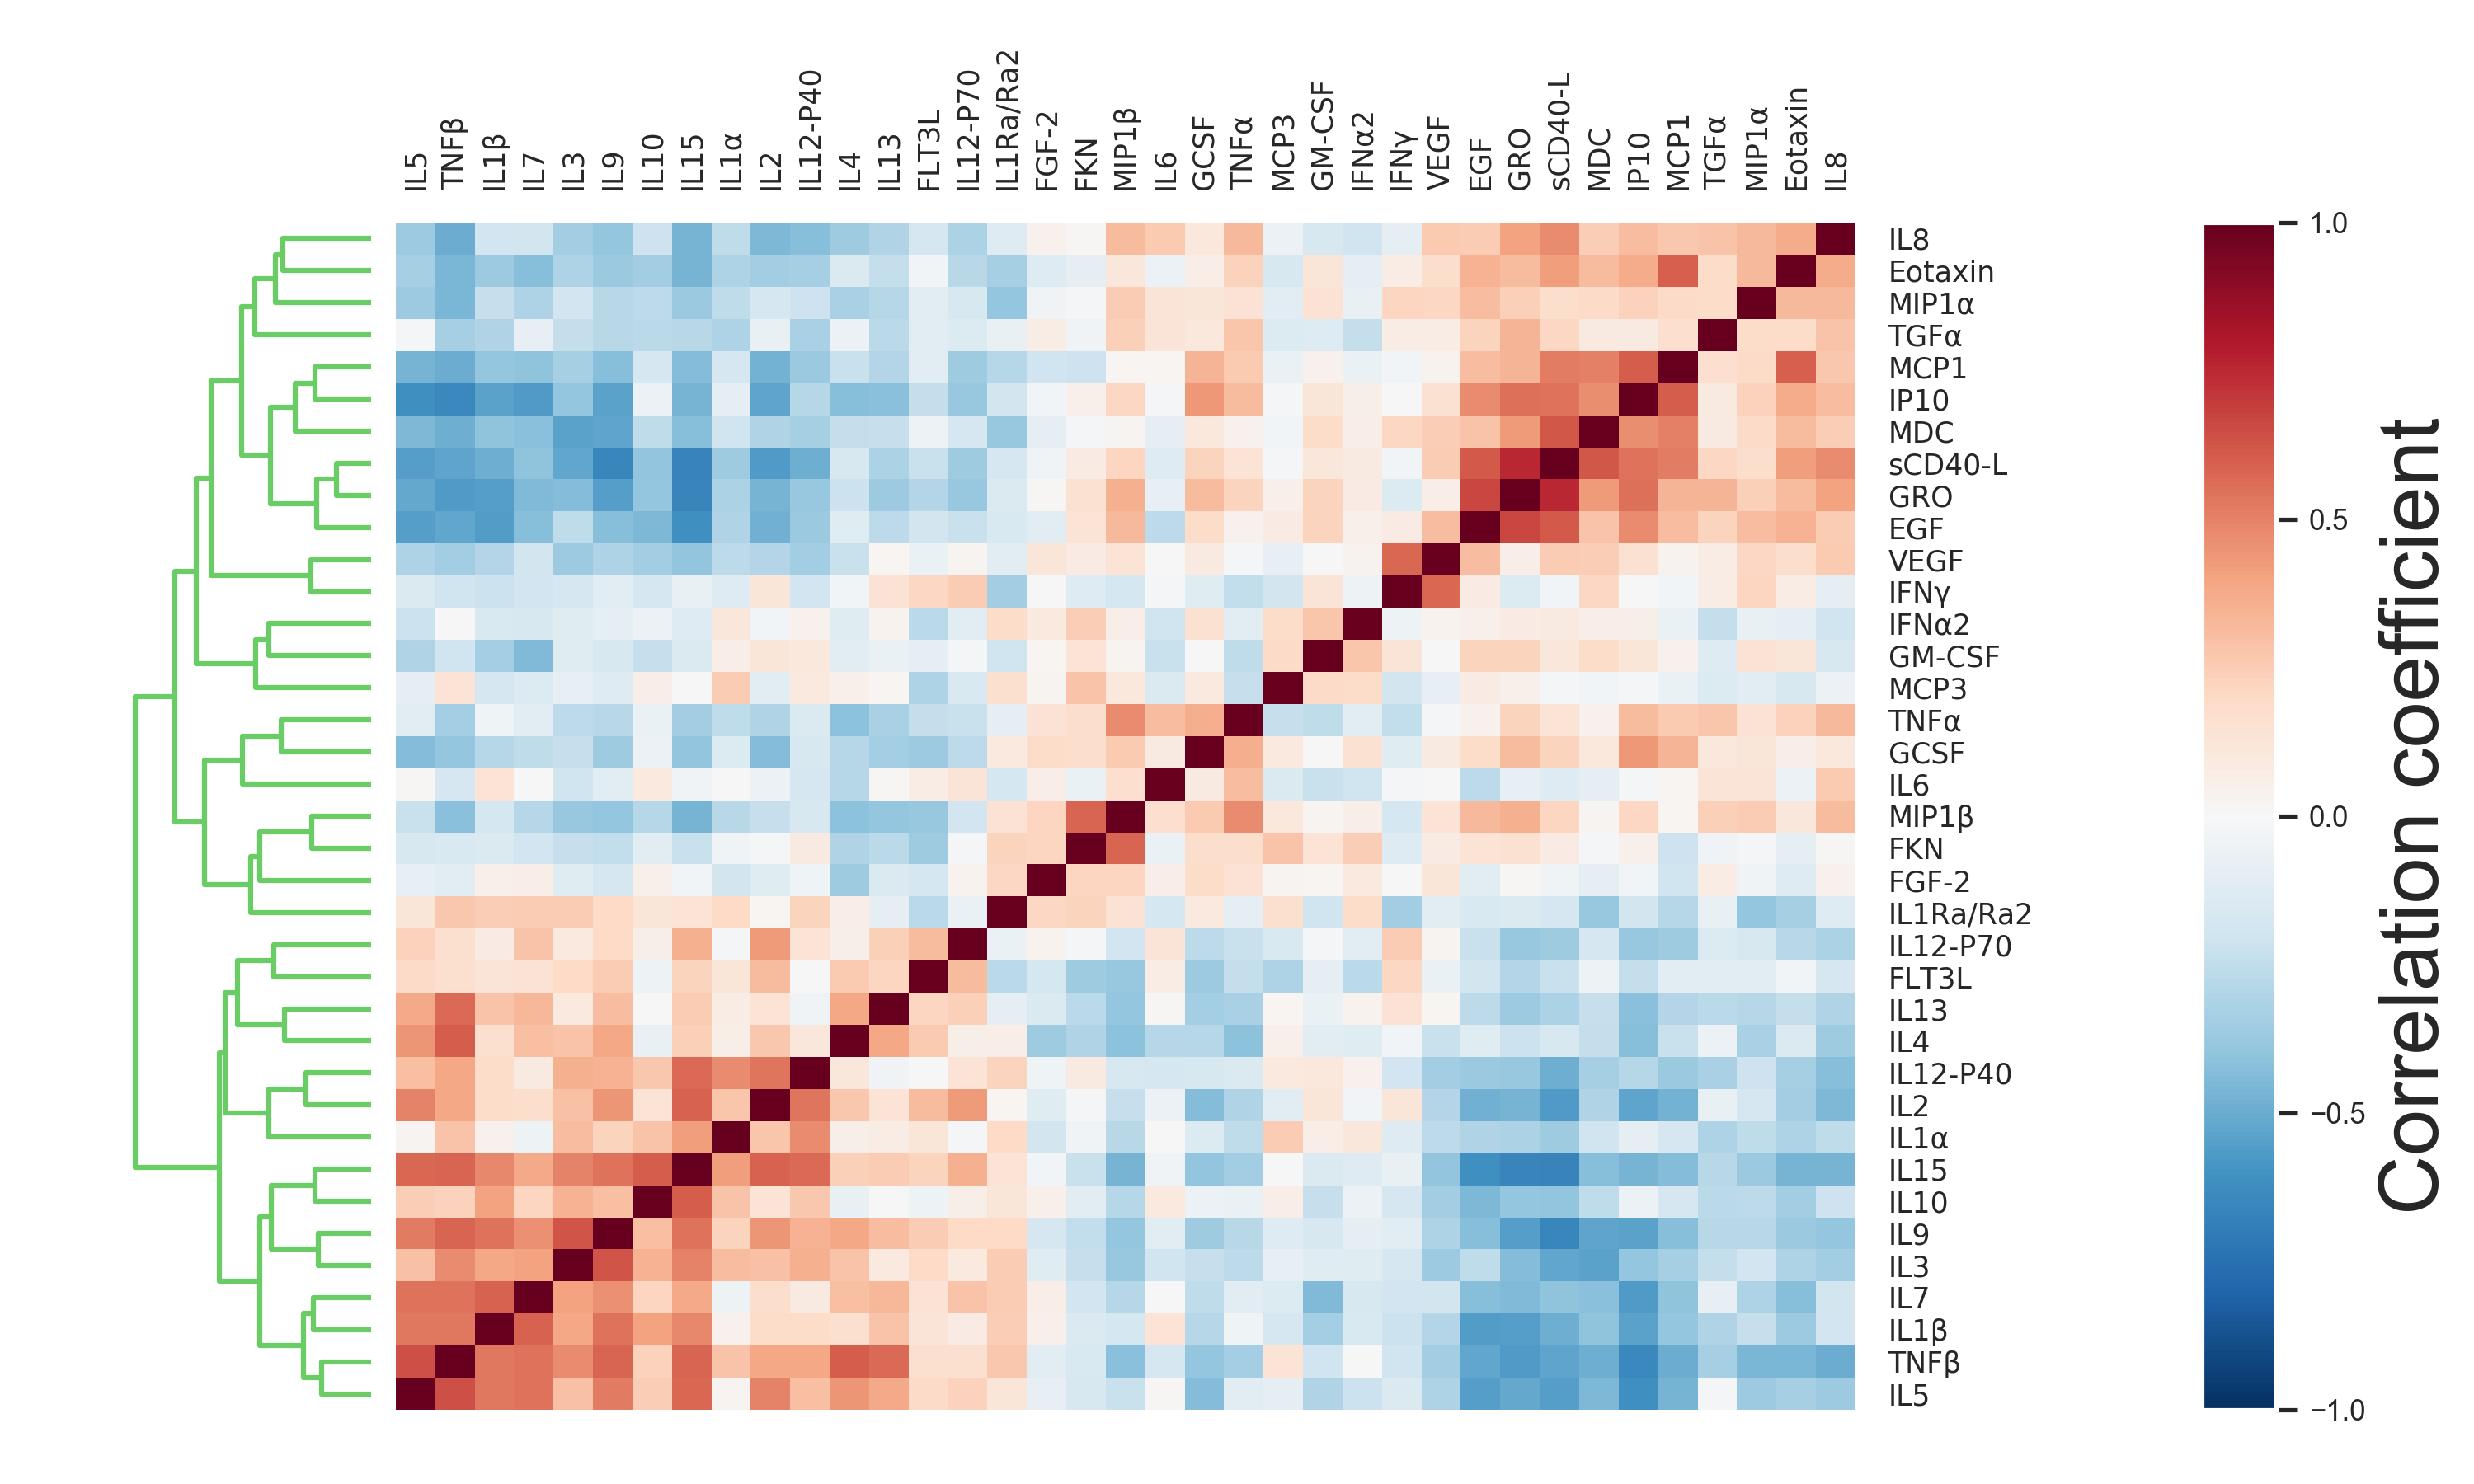 IL5
TNFβ
IL1β
IL7
IL3
IL9
IL10
IL15
IL1α
IL2
IL12-P40
IL4
IL13
FLT3L
IL12-P70
IL1Ra/Ra2
FGF-2
FKN
MIP1β
IL6
GCSF
TNFα
MCP3
GM-CSF
IFNα2
IFNγ
VEGF
EGF
GRO
sCD40-L
MDC
IP10
MCP1
TGFα
MIP1α
Eotaxin
IL8
IL8
Eotaxin
MIP1α
TGFα
MCP1
IP10
MDC
sCD40-L
GRO
EGF
VEGF
IFNγ
IFNα2
GM-CSF
MCP3
TNFα
GCSF
IL6
MIP1β
FKN
FGF-2
IL1Ra/Ra2
IL12-P70
FLT3L
IL13
IL4
IL12-P40
IL2
IL1α
IL15
IL10
IL9
IL3
IL7
IL1β
TNFβ
IL5
1.0
0.5
0.0
−0.5
−1.0
Correlation coefficient